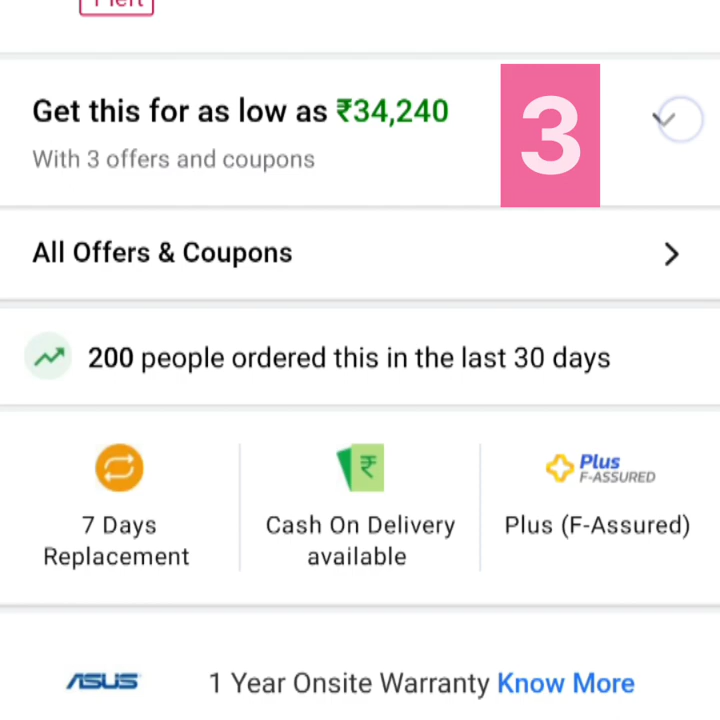 1 left
Get this for as low as ₹34,240
3
With 3 offers and coupons
All Offers & Coupons
200 people ordered this in the last 30 days
₹
Plus
F-ASSURED
7 Days
Replacement
Cash On Delivery
available
Plus (F-Assured)
ASUS
1 Year Onsite Warranty Know More